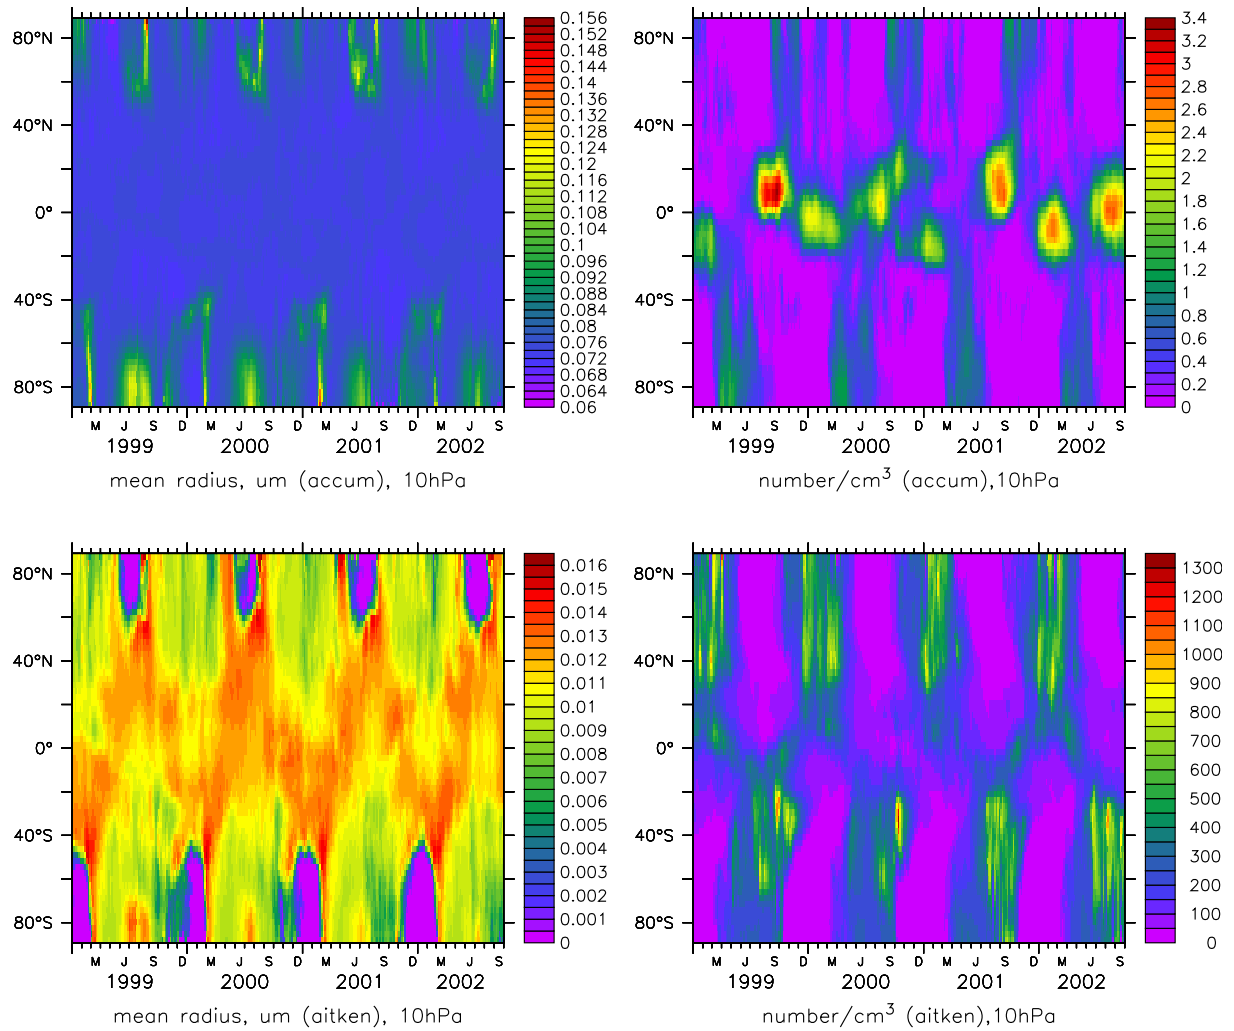 80°N
40°N
0°
40°S
80°S
M J S D M J S D M J S D M J S
1999 2000 2001 2002
mean radius, um (accum), 10hPa
0.156
0.152
0.148
0.144
0.14
0.136
0.132
0.128
0.124
0.12
0.116
0.112
0.108
0.104
0.1
0.096
0.092
0.088
0.084
0.08
0.076
0.072
0.068
0.064
0.06
80°N
40°N
0°
40°S
80°S
M J S D M J S D M J S D M J S
1999 2000 2001 2002
number/cm³ (accum),10hPa
3.4
3.2
3
2.8
2.6
2.4
2.2
2
1.8
1.6
1.4
1.2
1
0.8
0.6
0.4
0.2
0
80°N
40°N
0°
40°S
80°S
M J S D M J S D M J S D M J S
1999 2000 2001 2002
mean radius, um (aitken), 10hPa
0.016
0.015
0.014
0.013
0.012
0.011
0.01
0.009
0.008
0.007
0.006
0.005
0.004
0.003
0.002
0.001
0
80°N
40°N
0°
40°S
80°S
M J S D M J S D M J S D M J S
1999 2000 2001 2002
number/cm³ (aitken),10hPa
1300
1200
1100
1000
900
800
700
600
500
400
300
200
100
0